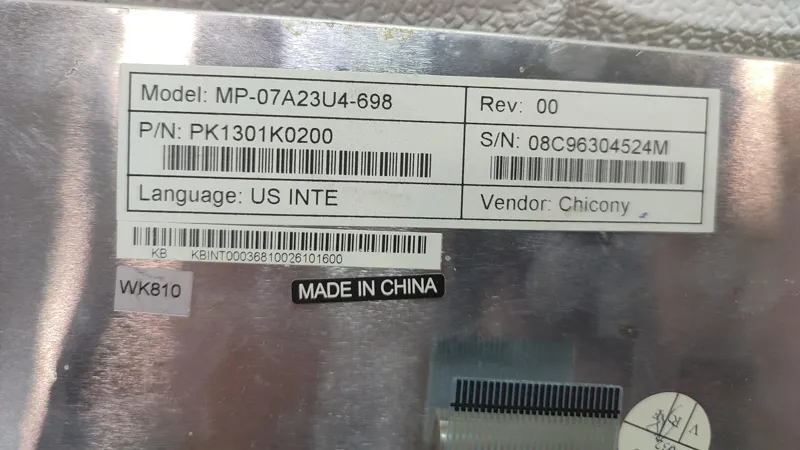 Model: MP-07A23U4-698
Rev: 00
P/N: PK1301K0200
S/N: 08C96304524M
Language: US INTE
Vendor: Chicony
KB KBINT00036810026101600
WK810
MADE IN CHINA